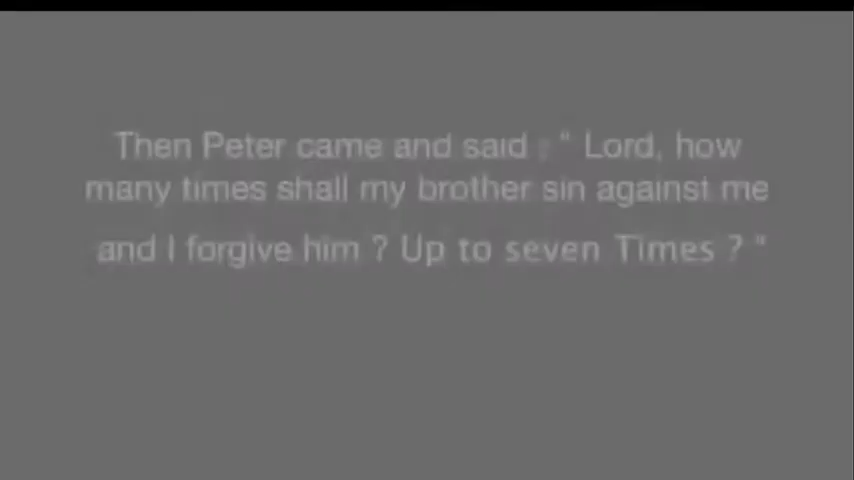 Then Peter came and said : " Lord, how
many times shall my brother sin against me
and I forgive him ? Up to seven Times ? "